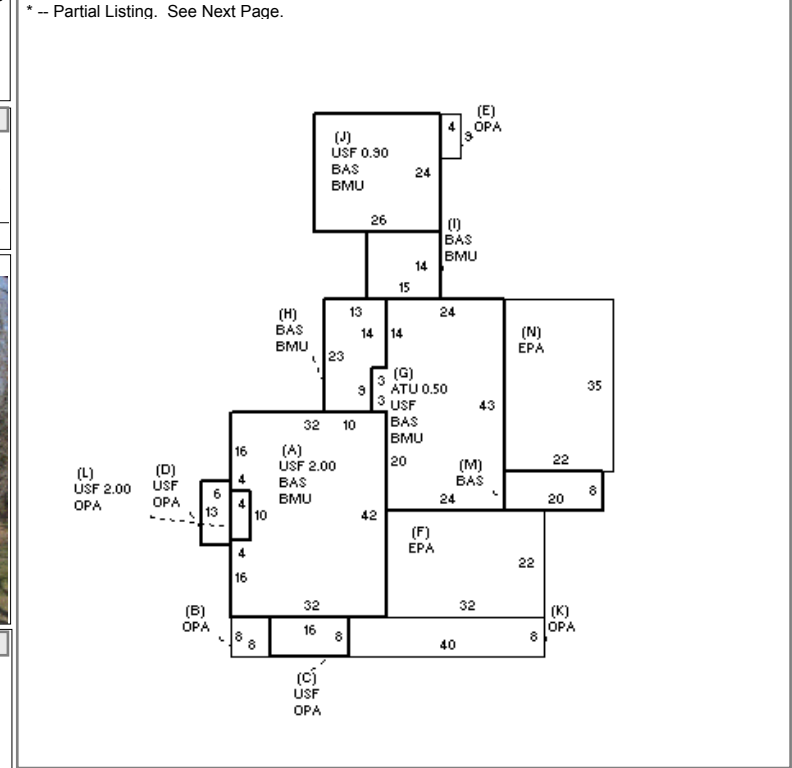 * -- Partial Listing. See Next Page.
(E)
OPA
4
9
(J)
USF 0.90
BAS
BMU
24
26
(I)
BAS
BMU
14
15
(H)
BAS
BMU
13
24
14
14
23
9
3
3
(G)
ATU 0.50
USF
BAS
BMU
43
20
24
(N)
EPA
35
22
(M)
BAS
20
8
32
10
16
(A)
USF 2.00
BAS
BMU
4
4
10
4
16
42
32
(L)
USF 2.00
OPA
(D)
USF
OPA
6
13
(F)
EPA
22
32
(B)
OPA
8
8
16
8
40
8
(K)
OPA
(C)
USF
OPA